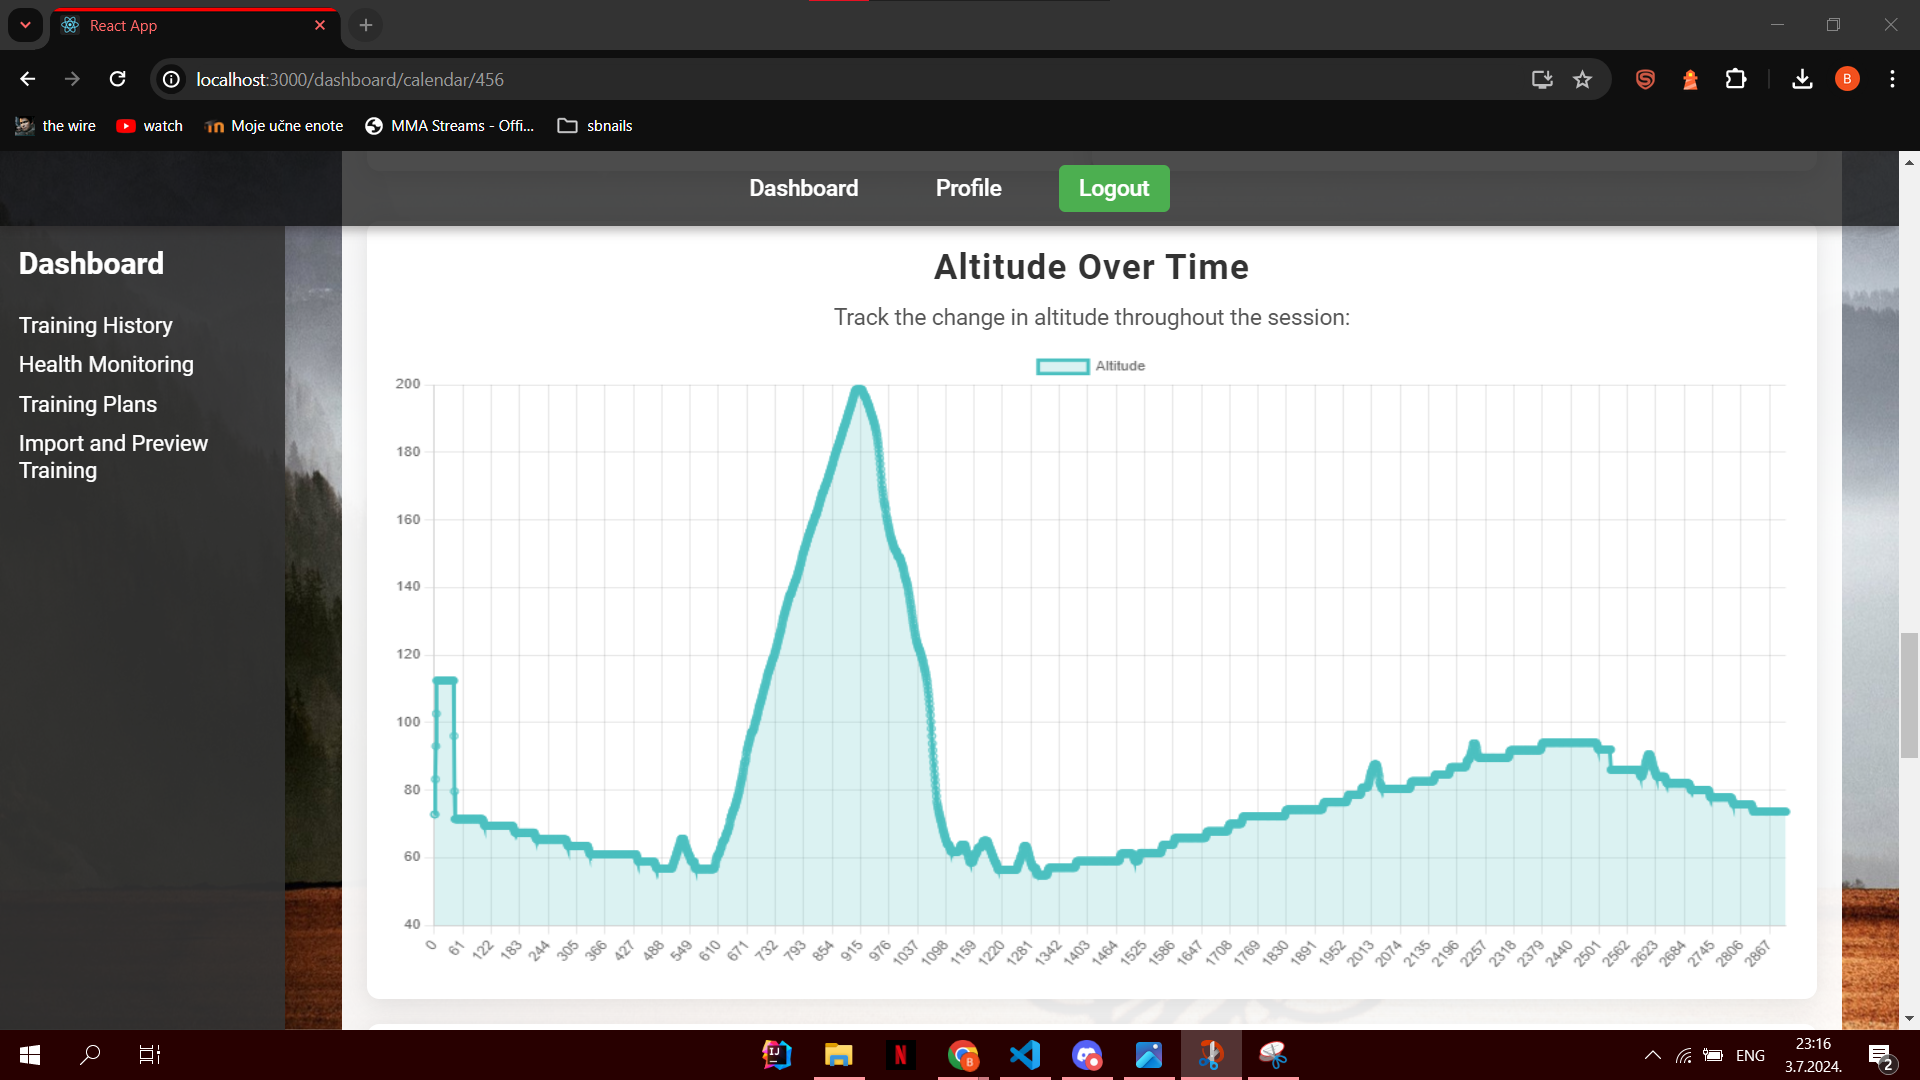 React App
localhost:3000/dashboard/calendar/456
B
the wire
watch
Moje učne enote
MMA Streams - Offi...
sbnails
Dashboard
Profile
Logout
Dashboard
Training History
Health Monitoring
Training Plans
Import and Preview
Training
Altitude Over Time
Track the change in altitude throughout the session:
Altitude
200
180
160
140
120
100
80
60
40
0 61 122 183 244 305 366 427 488 549 610 671 732 793 854 915 976 1037 1098 1159 1220 1281 1342 1403 1464 1525 1586 1647 1708 1769 1830 1891 1952 2013 2074 2135 2196 2257 2318 2379 2440 2501 2562 2623 2684 2745 2806 2867
ENG
23:16
3.7.2024.
2